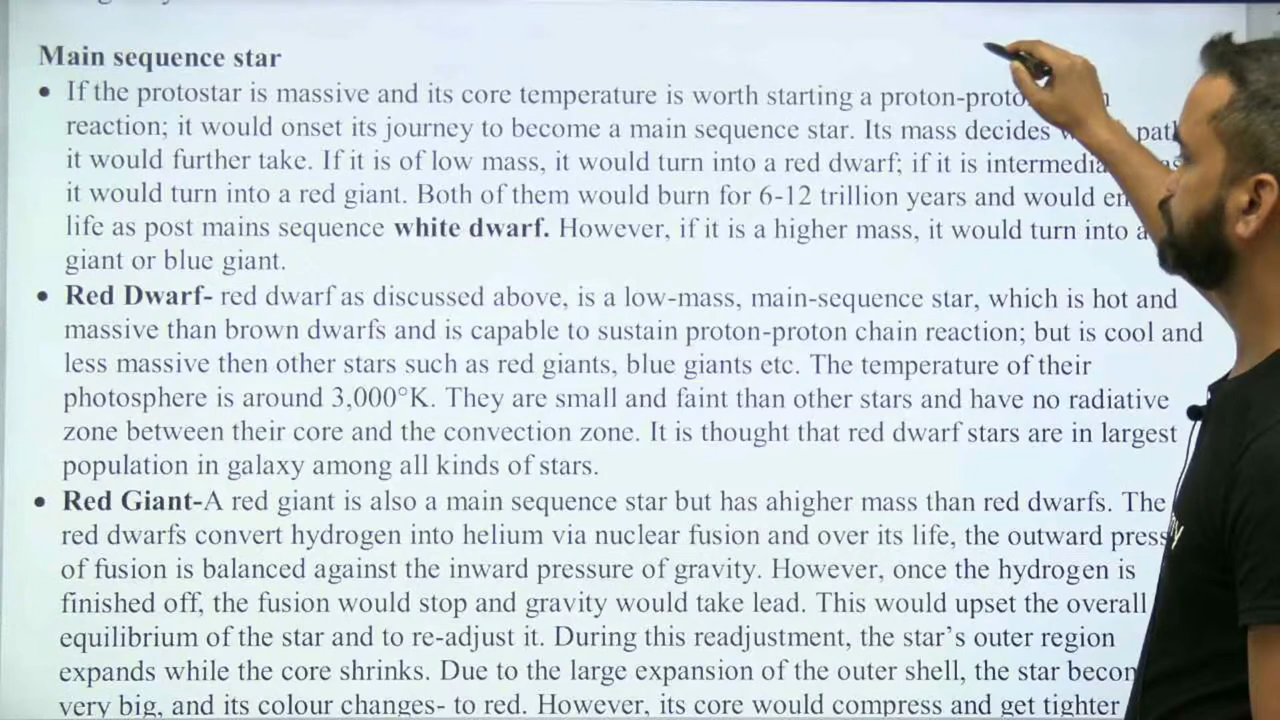 Main sequence star
• If the protostar is massive and its core temperature is worth starting a proton-proto
reaction; it would onset its journey to become a main sequence star. Its mass decides
it would further take. If it is of low mass, it would turn into a red dwarf; if it is intermedia
it would turn into a red giant. Both of them would burn for 6-12 trillion years and would en
life as post mains sequence white dwarf. However, if it is a higher mass, it would turn into a
giant or blue giant.
• Red Dwarf- red dwarf as discussed above, is a low-mass, main-sequence star, which is hot and
massive than brown dwarfs and is capable to sustain proton-proton chain reaction; but is cool and
less massive then other stars such as red giants, blue giants etc. The temperature of their
photosphere is around 3,000°K. They are small and faint than other stars and have no radiative
zone between their core and the convection zone. It is thought that red dwarf stars are in largest
population in galaxy among all kinds of stars.
• Red Giant-A red giant is also a main sequence star but has ahigher mass than red dwarfs. The
red dwarfs convert hydrogen into helium via nuclear fusion and over its life, the outward press
of fusion is balanced against the inward pressure of gravity. However, once the hydrogen is
finished off, the fusion would stop and gravity would take lead. This would upset the overall
equilibrium of the star and to re-adjust it. During this readjustment, the star's outer region
expands while the core shrinks. Due to the large expansion of the outer shell, the star becom
very big, and its colour changes- to red. However, its core would compress and get tighter